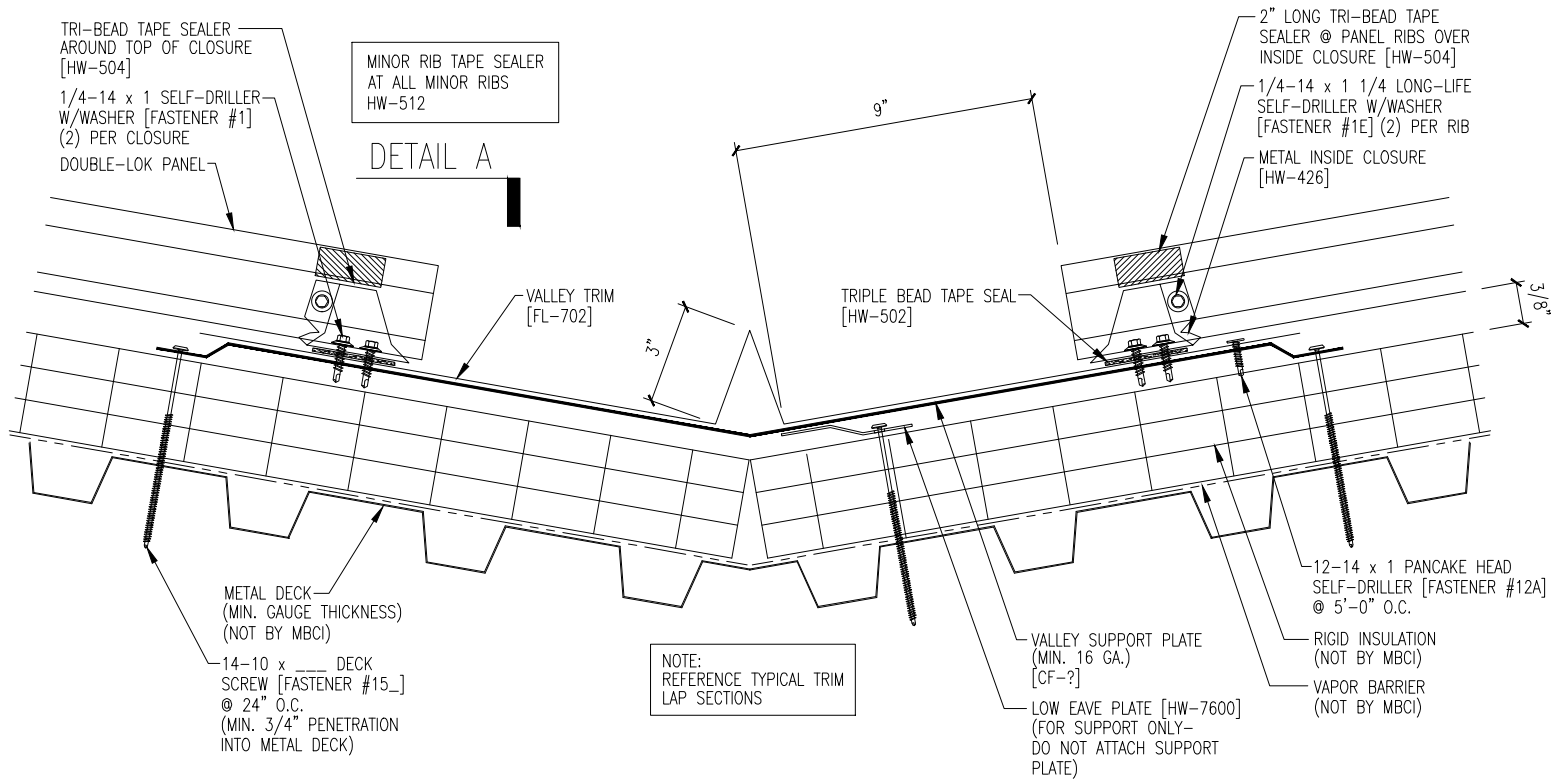 TRI-BEAD TAPE SEALER
AROUND TOP OF CLOSURE
[HW-504]
1/4-14 x 1 SELF-DRILLER
W/WASHER [FASTENER #1]
(2) PER CLOSURE
DOUBLE-LOK PANEL
MINOR RIB TAPE SEALER
AT ALL MINOR RIBS
HW-512
DETAIL A
9"
2" LONG TRI-BEAD TAPE
SEALER @ PANEL RIBS OVER
INSIDE CLOSURE [HW-504]
1/4-14 x 1 1/4 LONG-LIFE
SELF-DRILLER W/WASHER
[FASTENER #1E] (2) PER RIB
METAL INSIDE CLOSURE
[HW-426]
VALLEY TRIM
[FL-702]
3"
TRIPLE BEAD TAPE SEAL
[HW-502]
3/8"
METAL DECK
(MIN. GAUGE THICKNESS)
(NOT BY MBCI)
14-10 x ___ DECK
SCREW [FASTENER #15_]
@ 24" O.C.
(MIN. 3/4" PENETRATION
INTO METAL DECK)
NOTE:
REFERENCE TYPICAL TRIM
LAP SECTIONS
VALLEY SUPPORT PLATE
(MIN. 16 GA.)
[CF-?]
LOW EAVE PLATE [HW-7600]
(FOR SUPPORT ONLY-
DO NOT ATTACH SUPPORT
PLATE)
12-14 x 1 PANCAKE HEAD
SELF-DRILLER [FASTENER #12A]
@ 5'-0" O.C.
RIGID INSULATION
(NOT BY MBCI)
VAPOR BARRIER
(NOT BY MBCI)